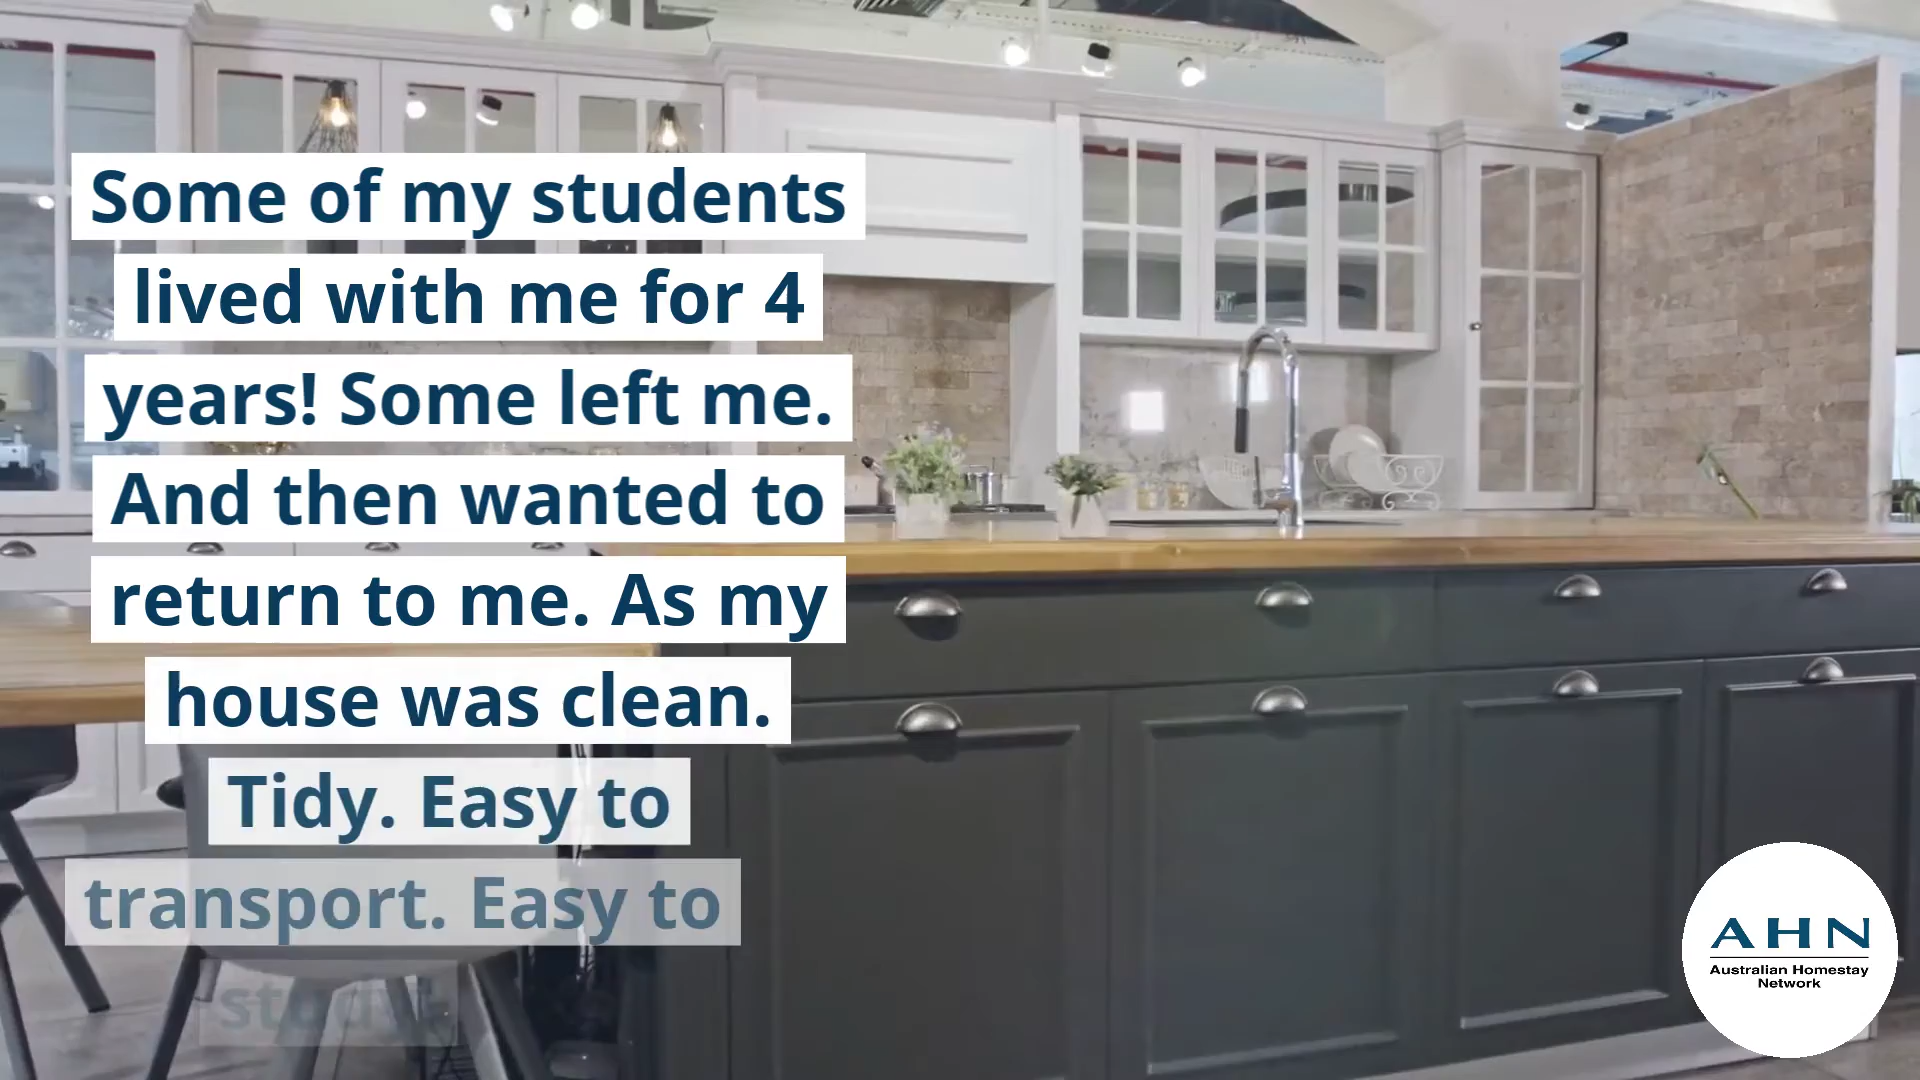 Some of my students
lived with me for 4
years! Some left me.
And then wanted to
return to me. As my
house was clean.
Tidy. Easy to
transport. Easy to
AHN
Australian Homestay
Network